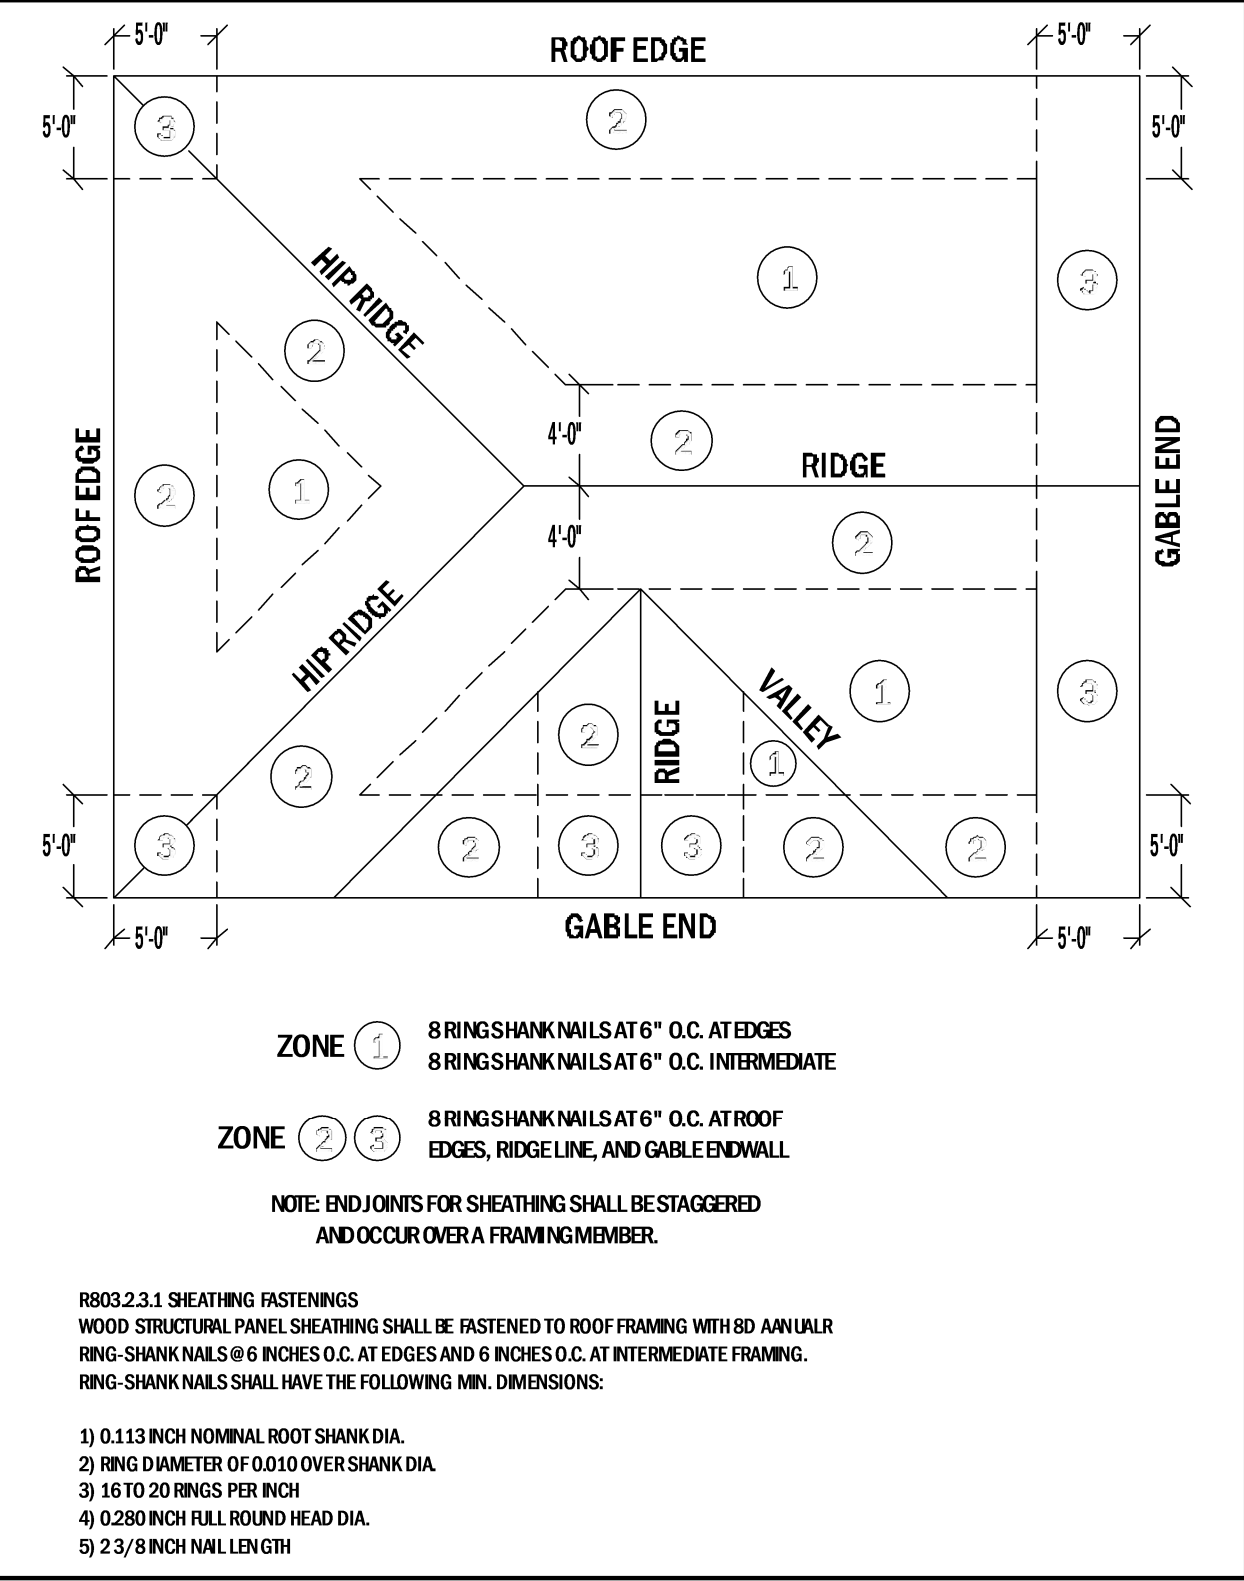 5'-0" 5'-0"
ROOF EDGE
5'-0" 3 2 5'-0"
HIP RIDGE
1 3
2
4'-0" 2
RIDGE
ROOF EDGE
2 1
GABLE END
4'-0" 2
HIP RIDGE
2 RIDGE VALLEY 1 3
2 1
5'-0" 3 2 3 3 2 2 5'-0"
GABLE END
5'-0" 5'-0"
ZONE 1 8 RING SHANK NAILS AT 6" O.C. AT EDGES
8 RING SHANK NAILS AT 6" O.C. INTERMEDIATE
ZONE 2 3 8 RING SHANK NAILS AT 6" O.C. AT ROOF
EDGES, RIDGE LINE, AND GABLE ENDWALL
NOTE: END JOINTS FOR SHEATHING SHALL BE STAGGERED
AND OCCUR OVER A FRAMING MEMBER.
R803.2.3.1 SHEATHING FASTENINGS
WOOD STRUCTURAL PANEL SHEATHING SHALL BE FASTENED TO ROOF FRAMING WITH 8D AANUALR
RING-SHANK NAILS @ 6 INCHES O.C. AT EDGES AND 6 INCHES O.C. AT INTERMEDIATE FRAMING.
RING-SHANK NAILS SHALL HAVE THE FOLLOWING MIN. DIMENSIONS:
1) 0.113 INCH NOMINAL ROOT SHANK DIA.
2) RING DIAMETER OF 0.010 OVER SHANK DIA.
3) 16 TO 20 RINGS PER INCH
4) 0.280 INCH FULL ROUND HEAD DIA.
5) 2 3/8 INCH NAIL LENGTH